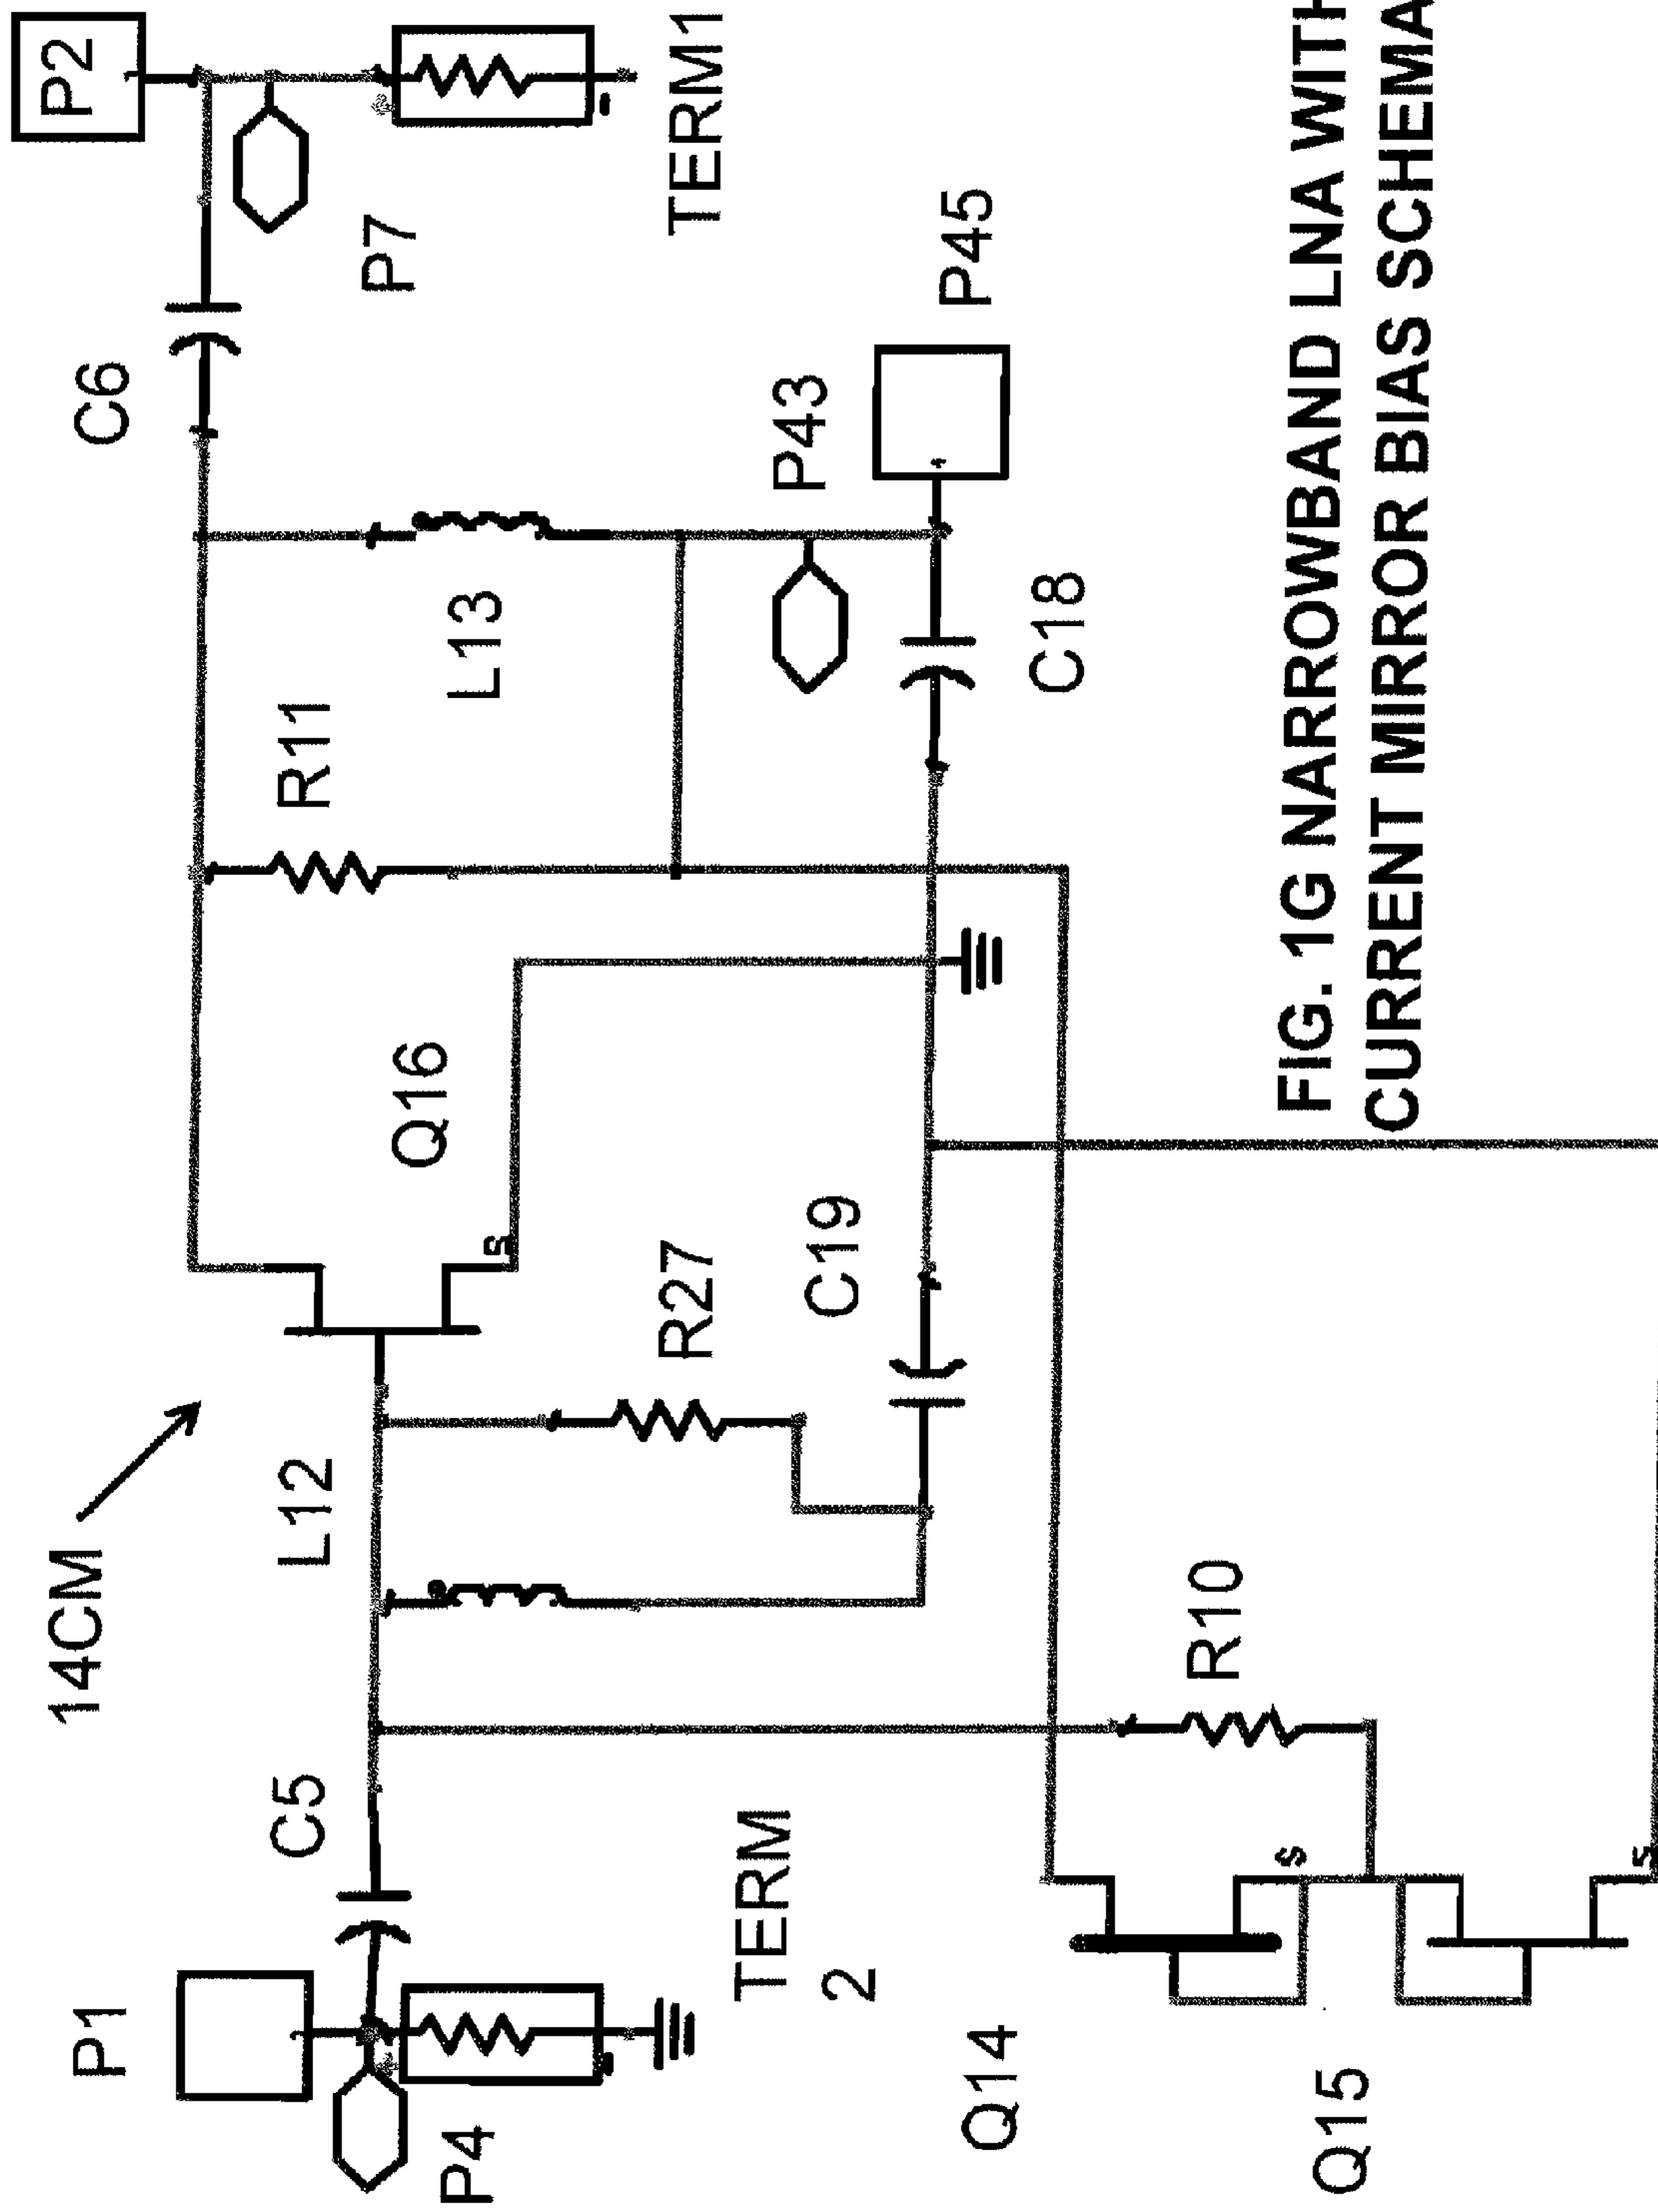 14CM
P2
P1
C6
C5
L12
R11
P7
P4
Q16
L13
TERM1
S
R27
TERM
2
C19
P43
P45
Q14
C18
R10
S
Q15
S
FIG. 1G NARROWBAND LNA WITH
CURRENT MIRROR BIAS SCHEMA